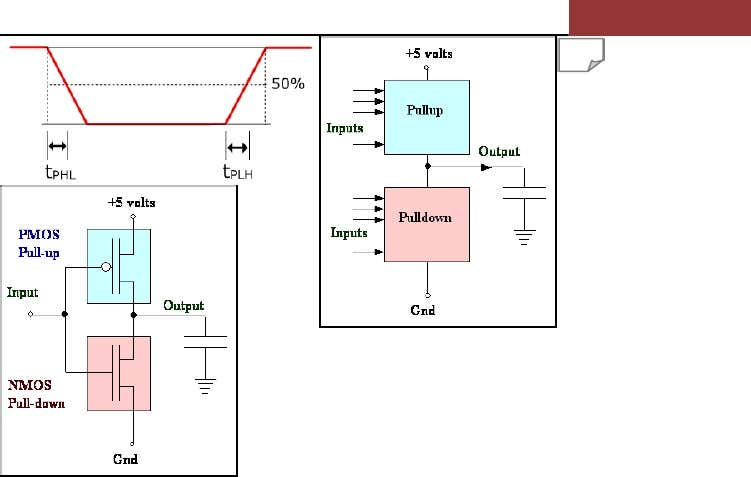 50%
tPHL
tPLH
+5 volts
PMOS
Pull-up
Input
Output
NMOS
Pull-down
Gnd
+5 volts
Pullup
Inputs
Output
Pulldown
Inputs
Gnd